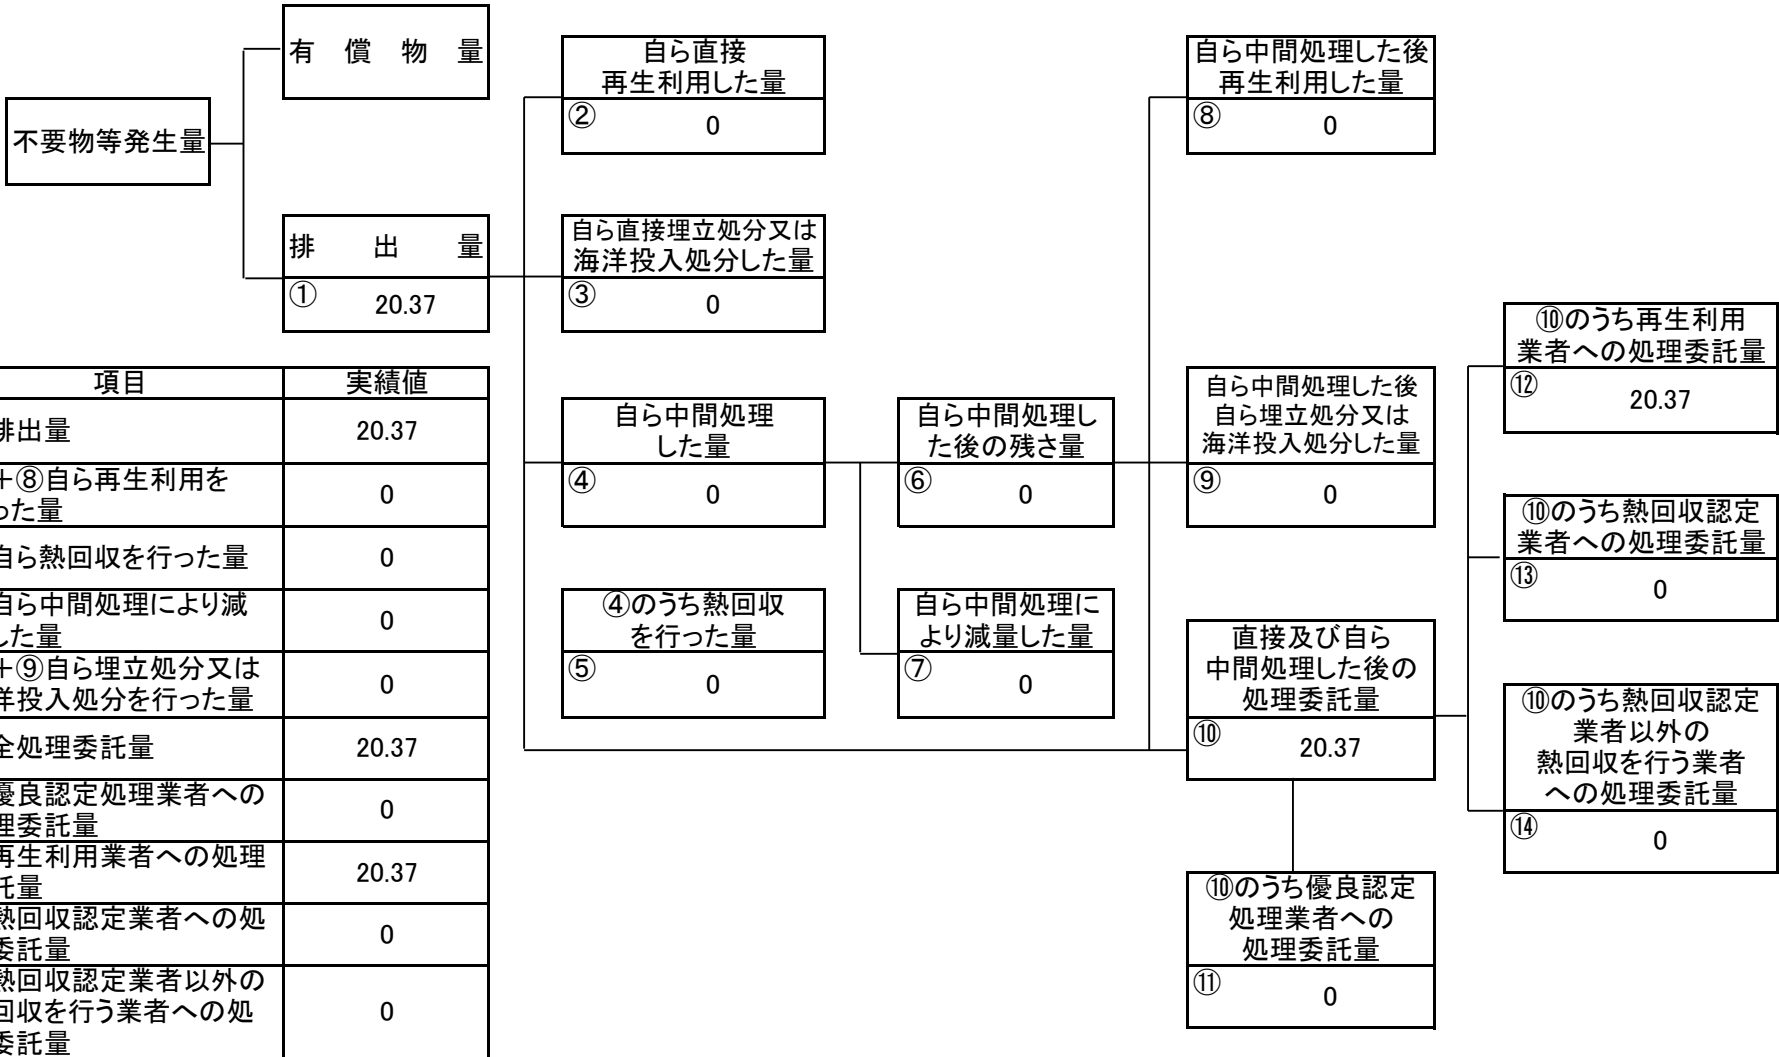 有償物量
不要物等発生量
排出量
① 20.37
自ら直接
再生利用した量
② 0
自ら直接埋立処分又は
海洋投入処分した量
③ 0
自ら中間処理
した量
④ 0
④のうち熱回収
を行った量
⑤ 0
自ら中間処理し
た後の残さ量
⑥ 0
自ら中間処理に
より減量した量
⑦ 0
自ら中間処理した後
再生利用した量
⑧ 0
自ら中間処理した後
自ら埋立処分又は
海洋投入処分した量
⑨ 0
直接及び自ら
中間処理した後の
処理委託量
⑩ 20.37
⑩のうち優良認定
処理業者への
処理委託量
⑪ 0
⑩のうち再生利用
業者への処理委託量
⑫ 20.37
⑩のうち熱回収認定
業者への処理委託量
⑬ 0
⑩のうち熱回収認定
業者以外の
熱回収を行う業者
への処理委託量
⑭ 0
項目 実績値
排出量 20.37
+⑧自ら再生利用を
った量 0
自ら熱回収を行った量 0
自ら中間処理により減
した量 0
+⑨自ら埋立処分又は
洋投入処分を行った量 0
全処理委託量 20.37
優良認定処理業者への
理委託量 0
再生利用業者への処理
託量 20.37
熱回収認定業者への処
委託量 0
熱回収認定業者以外の
回収を行う業者への処
委託量 0